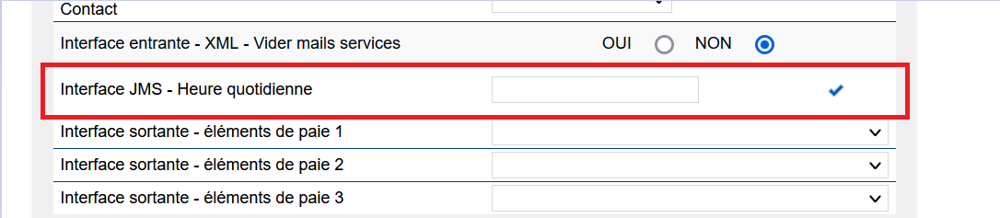 Contact
Interface entrante - XML - Vider mails services OUI NON
Interface JMS - Heure quotidienne
Interface sortante - éléments de paie 1
Interface sortante - éléments de paie 2
Interface sortante - éléments de paie 3